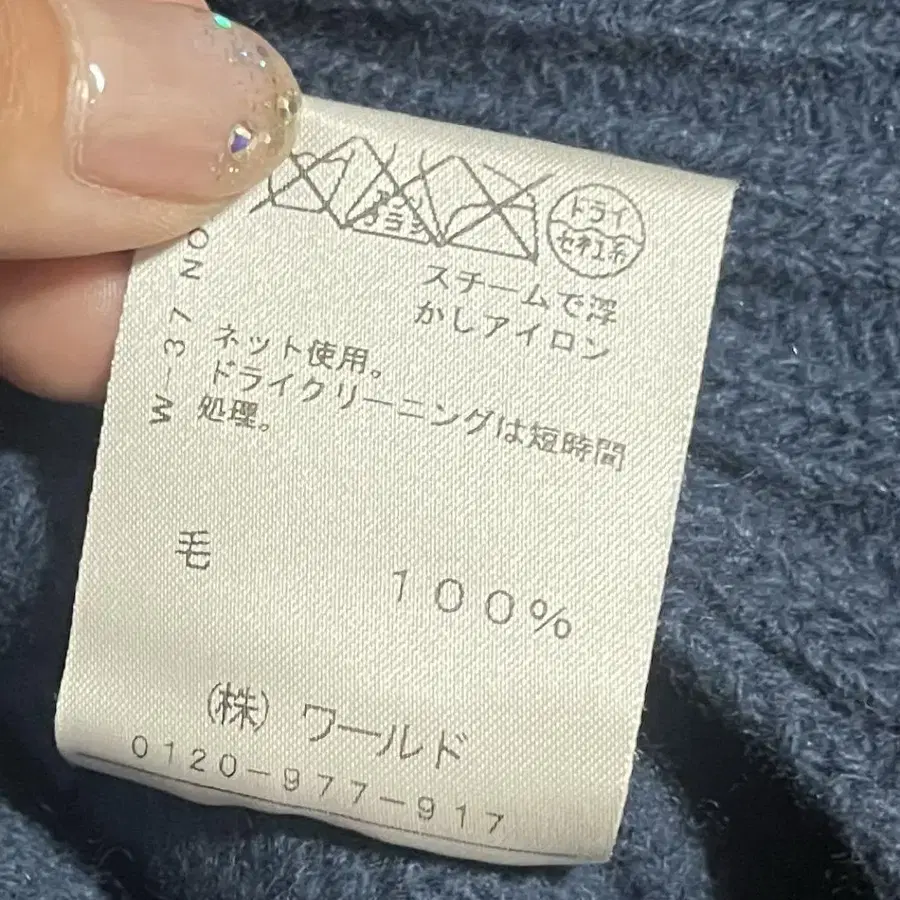 ドライ
セキユ系
スチームで浮
かしアイロン
ネット使用。
ドライクリーニングは短時間
処理。
毛
100%
(株) ワールド
0120-977-917
W-37 NO